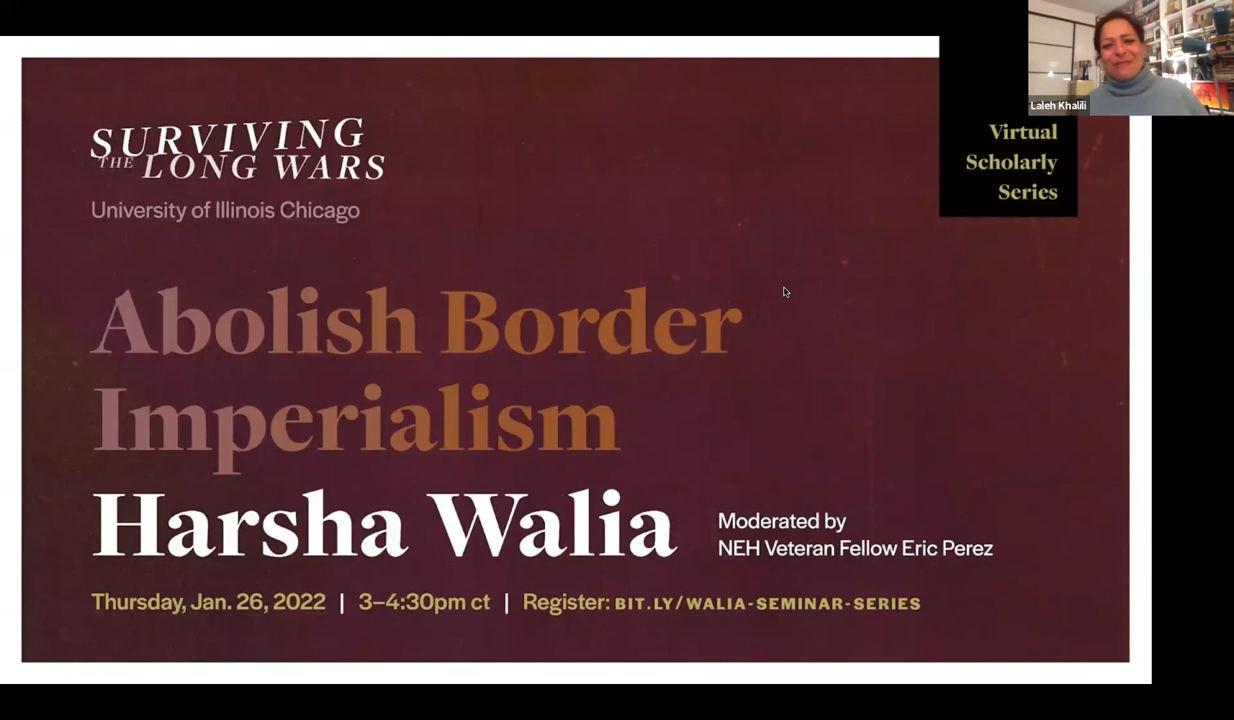 SURVIVING
THE LONG WARS
University of Illinois Chicago
Virtual
Scholarly
Series
Laleh Khalili
Abolish Border
Imperialism
Harsha Walia
Moderated by
NEH Veteran Fellow Eric Perez
Thursday, Jan. 26, 2022 | 3–4:30pm ct | Register: BIT.LY/WALIA-SEMINAR-SERIES